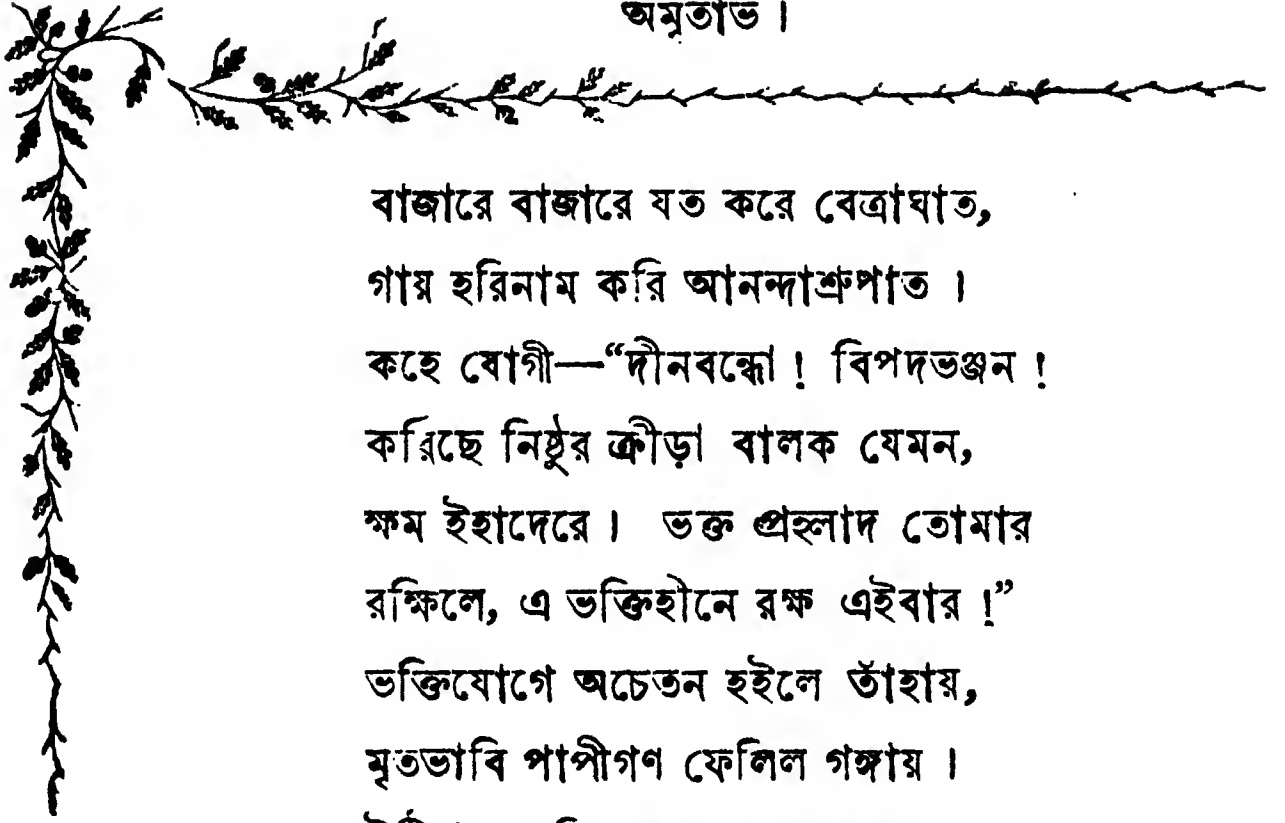 অমৃতাভ।
বাজারে বাজারে যত করে বেত্রাঘাত,
গায় হরিনাম করি আনন্দাশ্রুপাত।
কহে যোগী—“দীনবন্ধো! বিপদভঞ্জন!
করিছে নিষ্ঠুর ক্রীড়া বালক যেমন,
ক্ষম ইহাদেরে। ভক্ত প্রহ্লাদ তোমার
রক্ষিলে, এ ভক্তিহীনে রক্ষ এইবার!”
ভক্তিযোগে অচেতন হইলে তাঁহায়,
মৃতভাবি পাপীগণ ফেলিল গঙ্গায়।